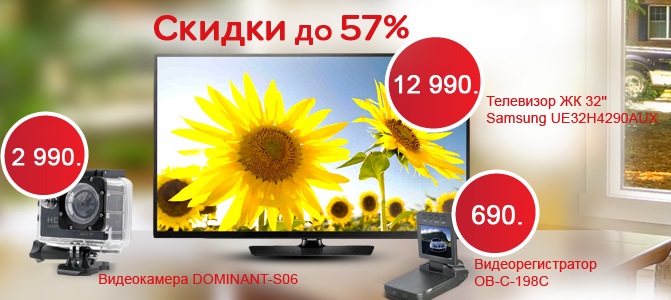 Скидки до 57%
12 990.
Телевизор ЖК 32"
Samsung UE32H4290AUX
2 990.
690.
Видеорегистратор
OB-C-198C
Видеокамера DOMINANT-S06